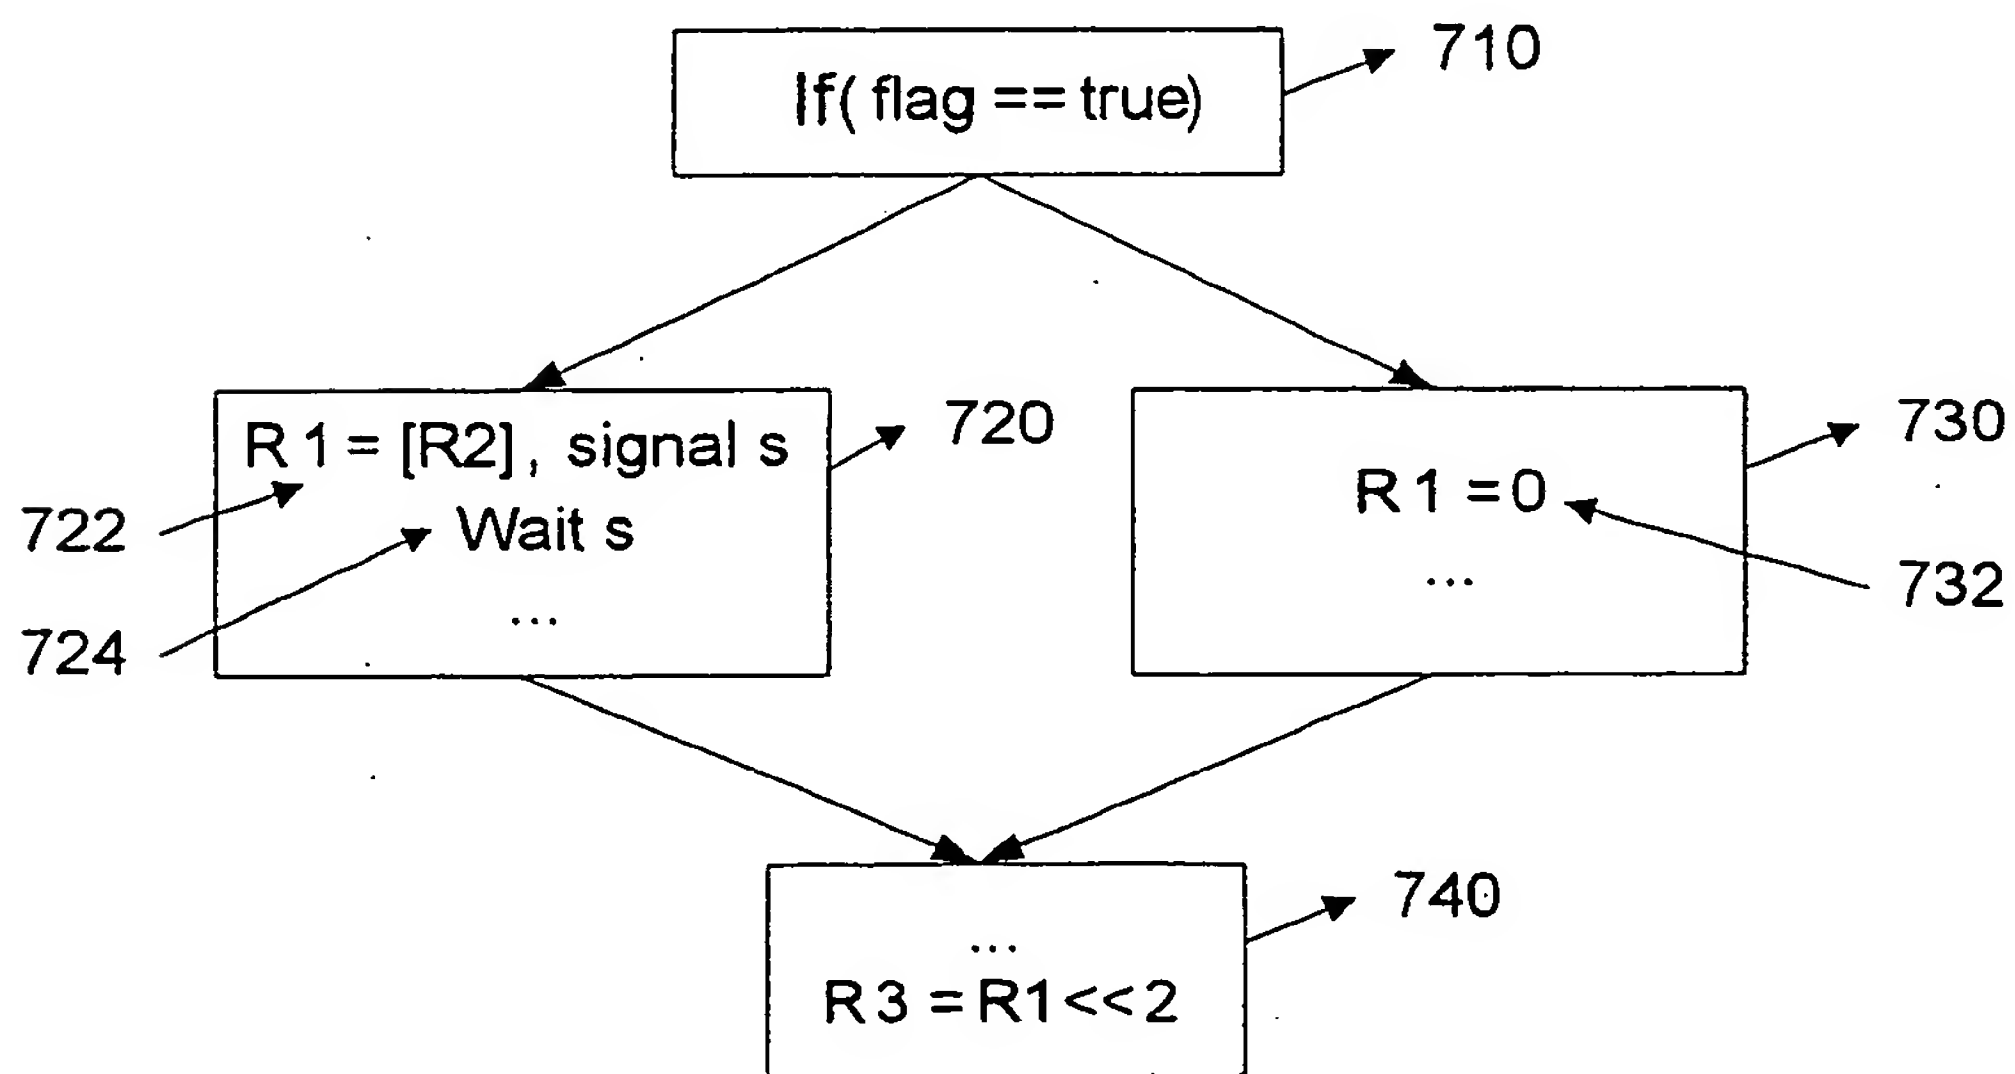 If( flag == true)
710
R1 = [R2], signal s
Wait s
...
720
722
724
R1 = 0
...
730
732
...
R3 = R1<<2
740